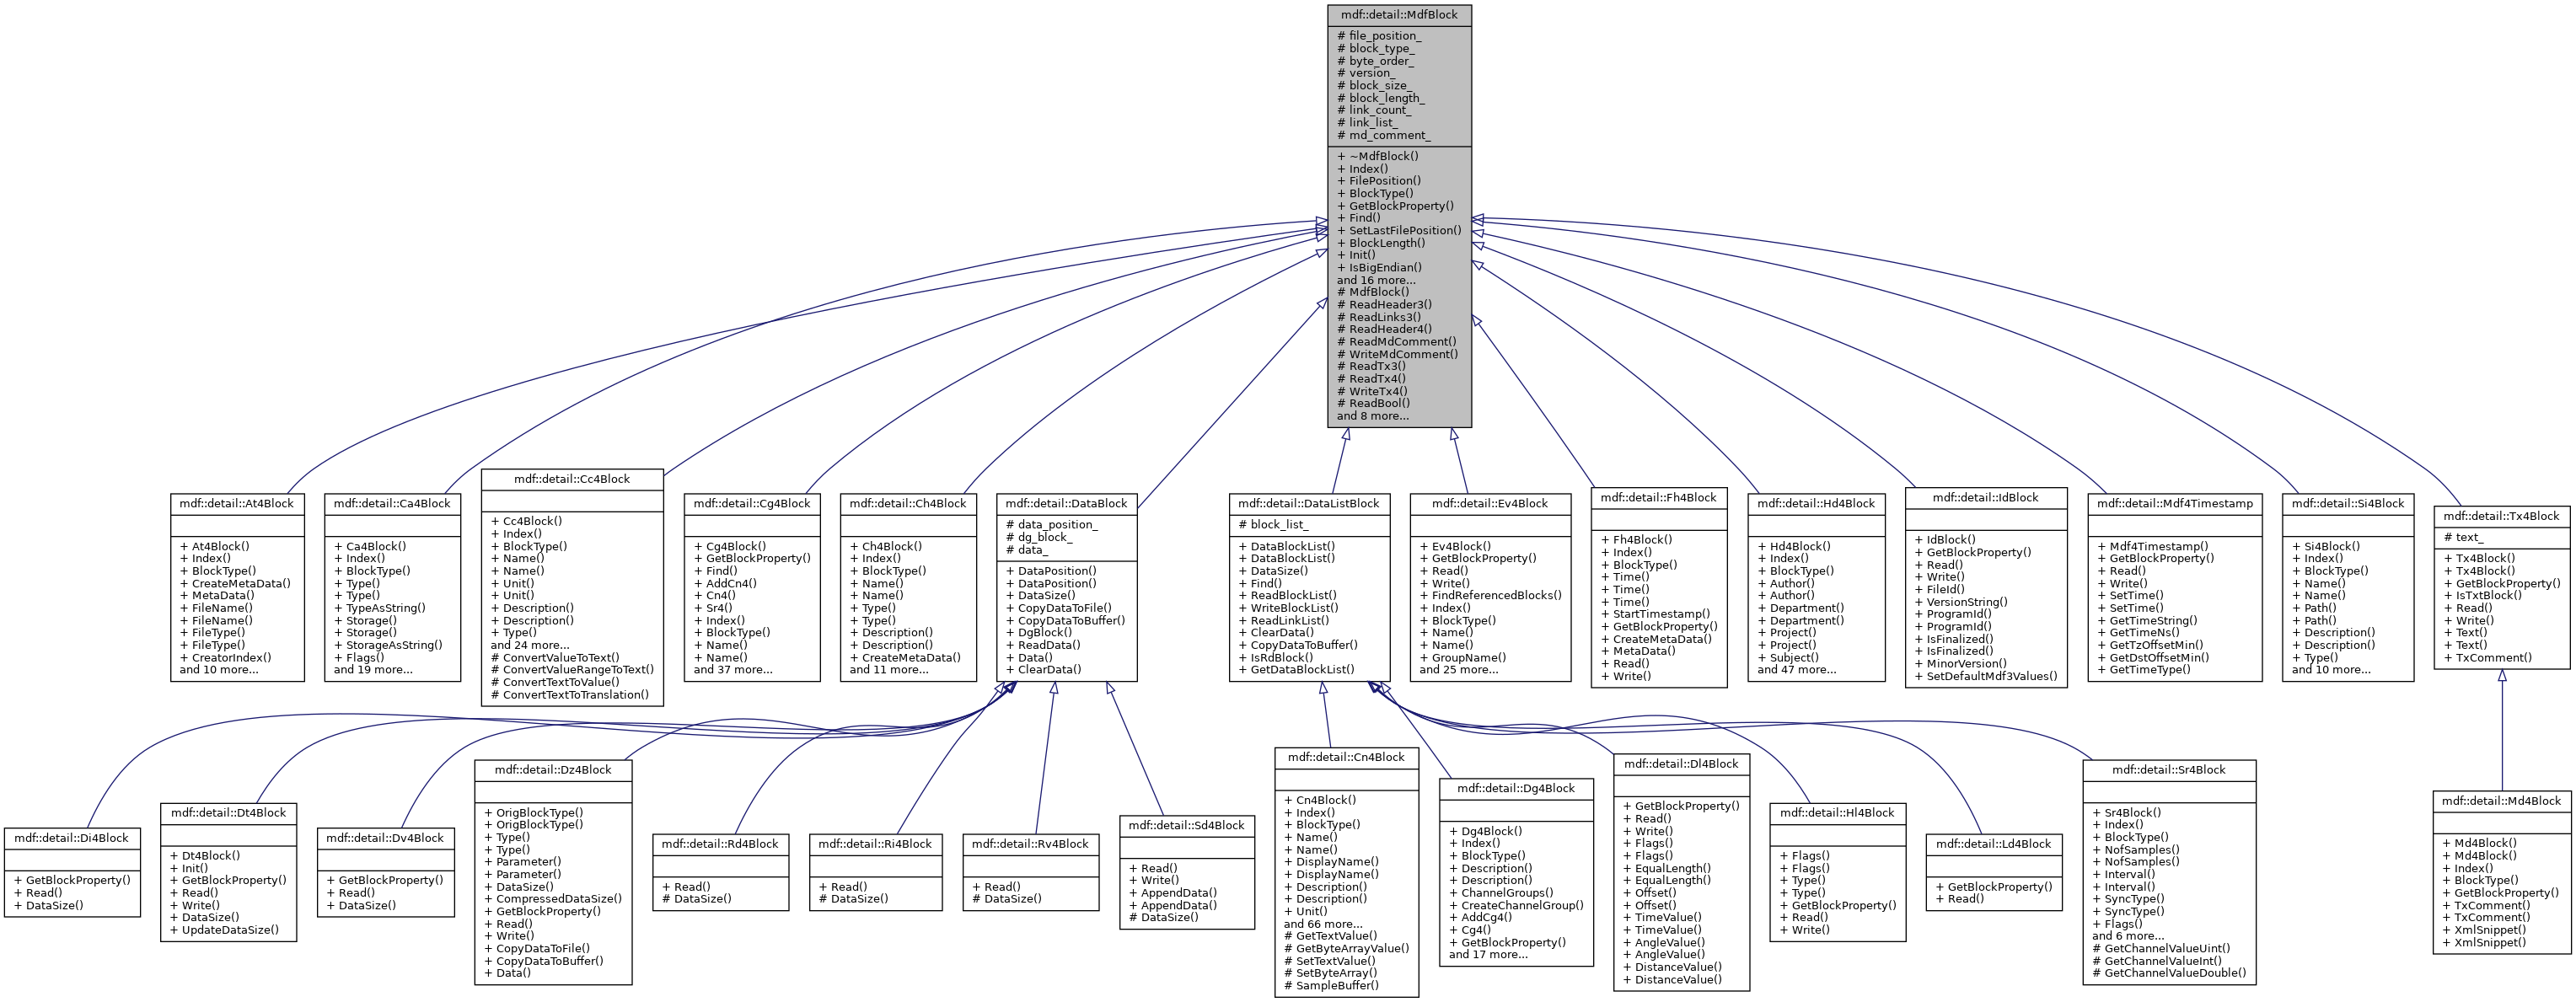 mdf::detail::MdfBlock
# file_position_
# block_type_
# byte_order_
# version_
# block_size_
# block_length_
# link_count_
# link_list_
# md_comment_
+ ~MdfBlock()
+ Index()
+ FilePosition()
+ BlockType()
+ GetBlockProperty()
+ Find()
+ SetLastFilePosition()
+ BlockLength()
+ Init()
+ IsBigEndian()
and 16 more...
# MdfBlock()
# ReadHeader3()
# ReadLinks3()
# ReadHeader4()
# ReadMdComment()
# WriteMdComment()
# ReadTx3()
# ReadTx4()
# WriteTx4()
# ReadBool()
and 8 more...
mdf::detail::At4Block
+ At4Block()
+ Index()
+ BlockType()
+ CreateMetaData()
+ MetaData()
+ FileName()
+ FileName()
+ FileType()
+ FileType()
+ CreatorIndex()
and 10 more...
mdf::detail::Ca4Block
+ Ca4Block()
+ Index()
+ BlockType()
+ Type()
+ Type()
+ TypeAsString()
+ Storage()
+ Storage()
+ StorageAsString()
+ Flags()
and 19 more...
mdf::detail::Cc4Block
+ Cc4Block()
+ Index()
+ BlockType()
+ Name()
+ Name()
+ Unit()
+ Unit()
+ Description()
+ Description()
+ Type()
and 24 more...
# ConvertValueToText()
# ConvertValueRangeToText()
# ConvertTextToValue()
# ConvertTextToTranslation()
mdf::detail::Cg4Block
+ Cg4Block()
+ GetBlockProperty()
+ Find()
+ AddCn4()
+ Cn4()
+ Sr4()
+ Index()
+ BlockType()
+ Name()
+ Name()
and 37 more...
mdf::detail::Ch4Block
+ Ch4Block()
+ Index()
+ BlockType()
+ Name()
+ Name()
+ Type()
+ Type()
+ Description()
+ Description()
+ CreateMetaData()
and 11 more...
mdf::detail::DataBlock
# data_position_
# dg_block_
# data_
+ DataPosition()
+ DataPosition()
+ DataSize()
+ CopyDataToFile()
+ CopyDataToBuffer()
+ DgBlock()
+ ReadData()
+ Data()
+ ClearData()
mdf::detail::DataListBlock
# block_list_
+ DataBlockList()
+ DataBlockList()
+ DataSize()
+ Find()
+ ReadBlockList()
+ WriteBlockList()
+ ReadLinkList()
+ ClearData()
+ CopyDataToBuffer()
+ IsRdBlock()
+ GetDataBlockList()
mdf::detail::Ev4Block
+ Ev4Block()
+ GetBlockProperty()
+ Read()
+ Write()
+ FindReferencedBlocks()
+ Index()
+ BlockType()
+ Name()
+ Name()
+ GroupName()
and 25 more...
mdf::detail::Fh4Block
+ Fh4Block()
+ Index()
+ BlockType()
+ Time()
+ Time()
+ Time()
+ StartTimestamp()
+ GetBlockProperty()
+ CreateMetaData()
+ MetaData()
+ Read()
+ Write()
mdf::detail::Hd4Block
+ Hd4Block()
+ Index()
+ BlockType()
+ Author()
+ Author()
+ Department()
+ Department()
+ Project()
+ Project()
+ Subject()
and 47 more...
mdf::detail::IdBlock
+ IdBlock()
+ GetBlockProperty()
+ Read()
+ Write()
+ FileId()
+ VersionString()
+ ProgramId()
+ ProgramId()
+ IsFinalized()
+ IsFinalized()
+ MinorVersion()
+ SetDefaultMdf3Values()
mdf::detail::Mdf4Timestamp
+ Mdf4Timestamp()
+ GetBlockProperty()
+ Read()
+ Write()
+ SetTime()
+ SetTime()
+ GetTimeString()
+ GetTimeNs()
+ GetTzOffsetMin()
+ GetDstOffsetMin()
+ GetTimeType()
mdf::detail::Si4Block
+ Si4Block()
+ Index()
+ BlockType()
+ Name()
+ Name()
+ Path()
+ Path()
+ Description()
+ Description()
+ Type()
and 10 more...
mdf::detail::Tx4Block
# text_
+ Tx4Block()
+ Tx4Block()
+ GetBlockProperty()
+ IsTxtBlock()
+ Read()
+ Write()
+ Text()
+ Text()
+ TxComment()
mdf::detail::Di4Block
+ GetBlockProperty()
+ Read()
+ DataSize()
mdf::detail::Dt4Block
+ Dt4Block()
+ Init()
+ GetBlockProperty()
+ Read()
+ Write()
+ DataSize()
+ UpdateDataSize()
mdf::detail::Dv4Block
+ GetBlockProperty()
+ Read()
+ DataSize()
mdf::detail::Dz4Block
+ OrigBlockType()
+ OrigBlockType()
+ Type()
+ Type()
+ Parameter()
+ Parameter()
+ DataSize()
+ CompressedDataSize()
+ GetBlockProperty()
+ Read()
+ Write()
+ CopyDataToFile()
+ CopyDataToBuffer()
+ Data()
mdf::detail::Rd4Block
+ Read()
# DataSize()
mdf::detail::Ri4Block
+ Read()
# DataSize()
mdf::detail::Rv4Block
+ Read()
# DataSize()
mdf::detail::Sd4Block
+ Read()
+ Write()
+ AppendData()
+ AppendData()
# DataSize()
mdf::detail::Cn4Block
+ Cn4Block()
+ Index()
+ BlockType()
+ Name()
+ Name()
+ DisplayName()
+ DisplayName()
+ Description()
+ Description()
+ Unit()
and 66 more...
# GetTextValue()
# GetByteArrayValue()
# SetTextValue()
# SetByteArray()
# SampleBuffer()
mdf::detail::Dg4Block
+ Dg4Block()
+ Index()
+ BlockType()
+ Description()
+ Description()
+ ChannelGroups()
+ CreateChannelGroup()
+ AddCg4()
+ Cg4()
+ GetBlockProperty()
and 17 more...
mdf::detail::Dl4Block
+ GetBlockProperty()
+ Read()
+ Write()
+ Flags()
+ Flags()
+ EqualLength()
+ EqualLength()
+ Offset()
+ Offset()
+ TimeValue()
+ TimeValue()
+ AngleValue()
+ AngleValue()
+ DistanceValue()
+ DistanceValue()
mdf::detail::Hl4Block
+ Flags()
+ Flags()
+ Type()
+ Type()
+ GetBlockProperty()
+ Read()
+ Write()
mdf::detail::Ld4Block
+ GetBlockProperty()
+ Read()
mdf::detail::Sr4Block
+ Sr4Block()
+ Index()
+ BlockType()
+ NofSamples()
+ NofSamples()
+ Interval()
+ Interval()
+ SyncType()
+ SyncType()
+ Flags()
and 6 more...
# GetChannelValueUint()
# GetChannelValueInt()
# GetChannelValueDouble()
mdf::detail::Md4Block
+ Md4Block()
+ Md4Block()
+ Index()
+ BlockType()
+ GetBlockProperty()
+ TxComment()
+ TxComment()
+ XmlSnippet()
+ XmlSnippet()